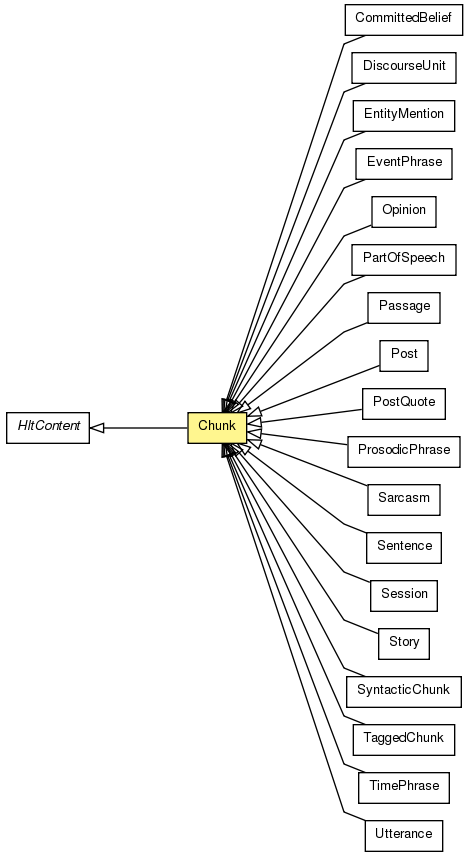 CommittedBelief
DiscourseUnit
EntityMention
EventPhrase
Opinion
PartOfSpeech
Passage
Post
PostQuote
HltContent
Chunk
ProsodicPhrase
Sarcasm
Sentence
Session
Story
SyntacticChunk
TaggedChunk
TimePhrase
Utterance